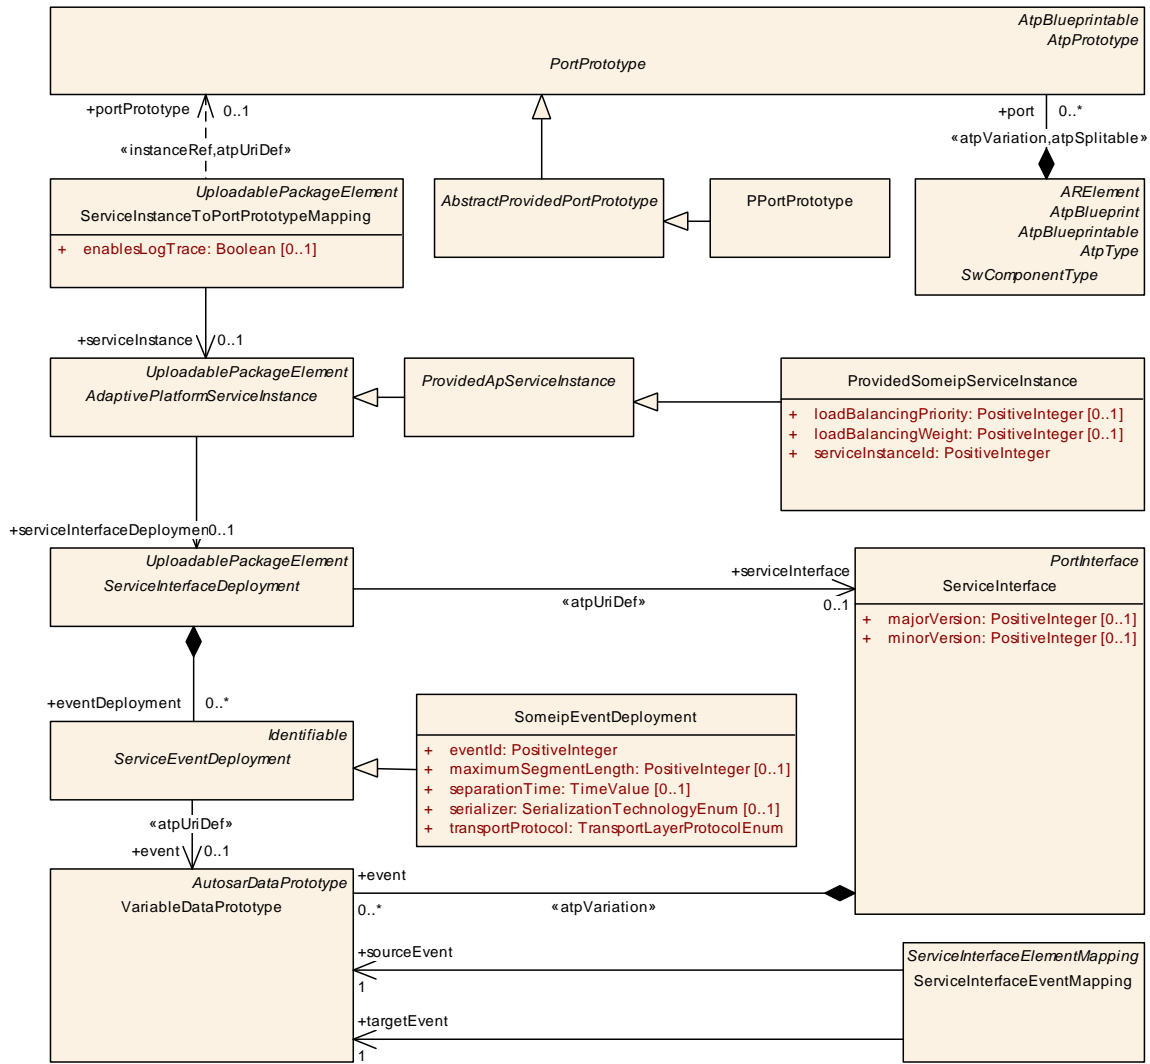 AtpBlueprintable
AtpPrototype
PortPrototype
+portPrototype
0..1
«instanceRef,atpUriDef»
+port
0..*
«atpVariation,atpSplitable»
UploadablePackageElement
ServiceInstanceToPortPrototypeMapping
+ enablesLogTrace: Boolean [0..1]
AbstractProvidedPortPrototype
PPortPrototype
ARElement
AtpBlueprint
AtpBlueprintable
AtpType
SwComponentType
+serviceInstance
0..1
UploadablePackageElement
AdaptivePlatformServiceInstance
ProvidedApServiceInstance
ProvidedSomeipServiceInstance
+ loadBalancingPriority: PositiveInteger [0..1]
+ loadBalancingWeight: PositiveInteger [0..1]
+ serviceInstanceId: PositiveInteger
+serviceInterfaceDeploymen
0..1
UploadablePackageElement
ServiceInterfaceDeployment
+serviceInterface
«atpUriDef»
0..1
PortInterface
ServiceInterface
+ majorVersion: PositiveInteger [0..1]
+ minorVersion: PositiveInteger [0..1]
+eventDeployment
0..*
Identifiable
ServiceEventDeployment
SomeipEventDeployment
+ eventId: PositiveInteger
+ maximumSegmentLength: PositiveInteger [0..1]
+ separationTime: TimeValue [0..1]
+ serializer: SerializationTechnologyEnum [0..1]
+ transportProtocol: TransportLayerProtocolEnum
«atpUriDef»
+event
0..1
AutosarDataPrototype
VariableDataPrototype
+event
0..*
«atpVariation»
+sourceEvent
1
+targetEvent
1
ServiceInterfaceElementMapping
ServiceInterfaceEventMapping